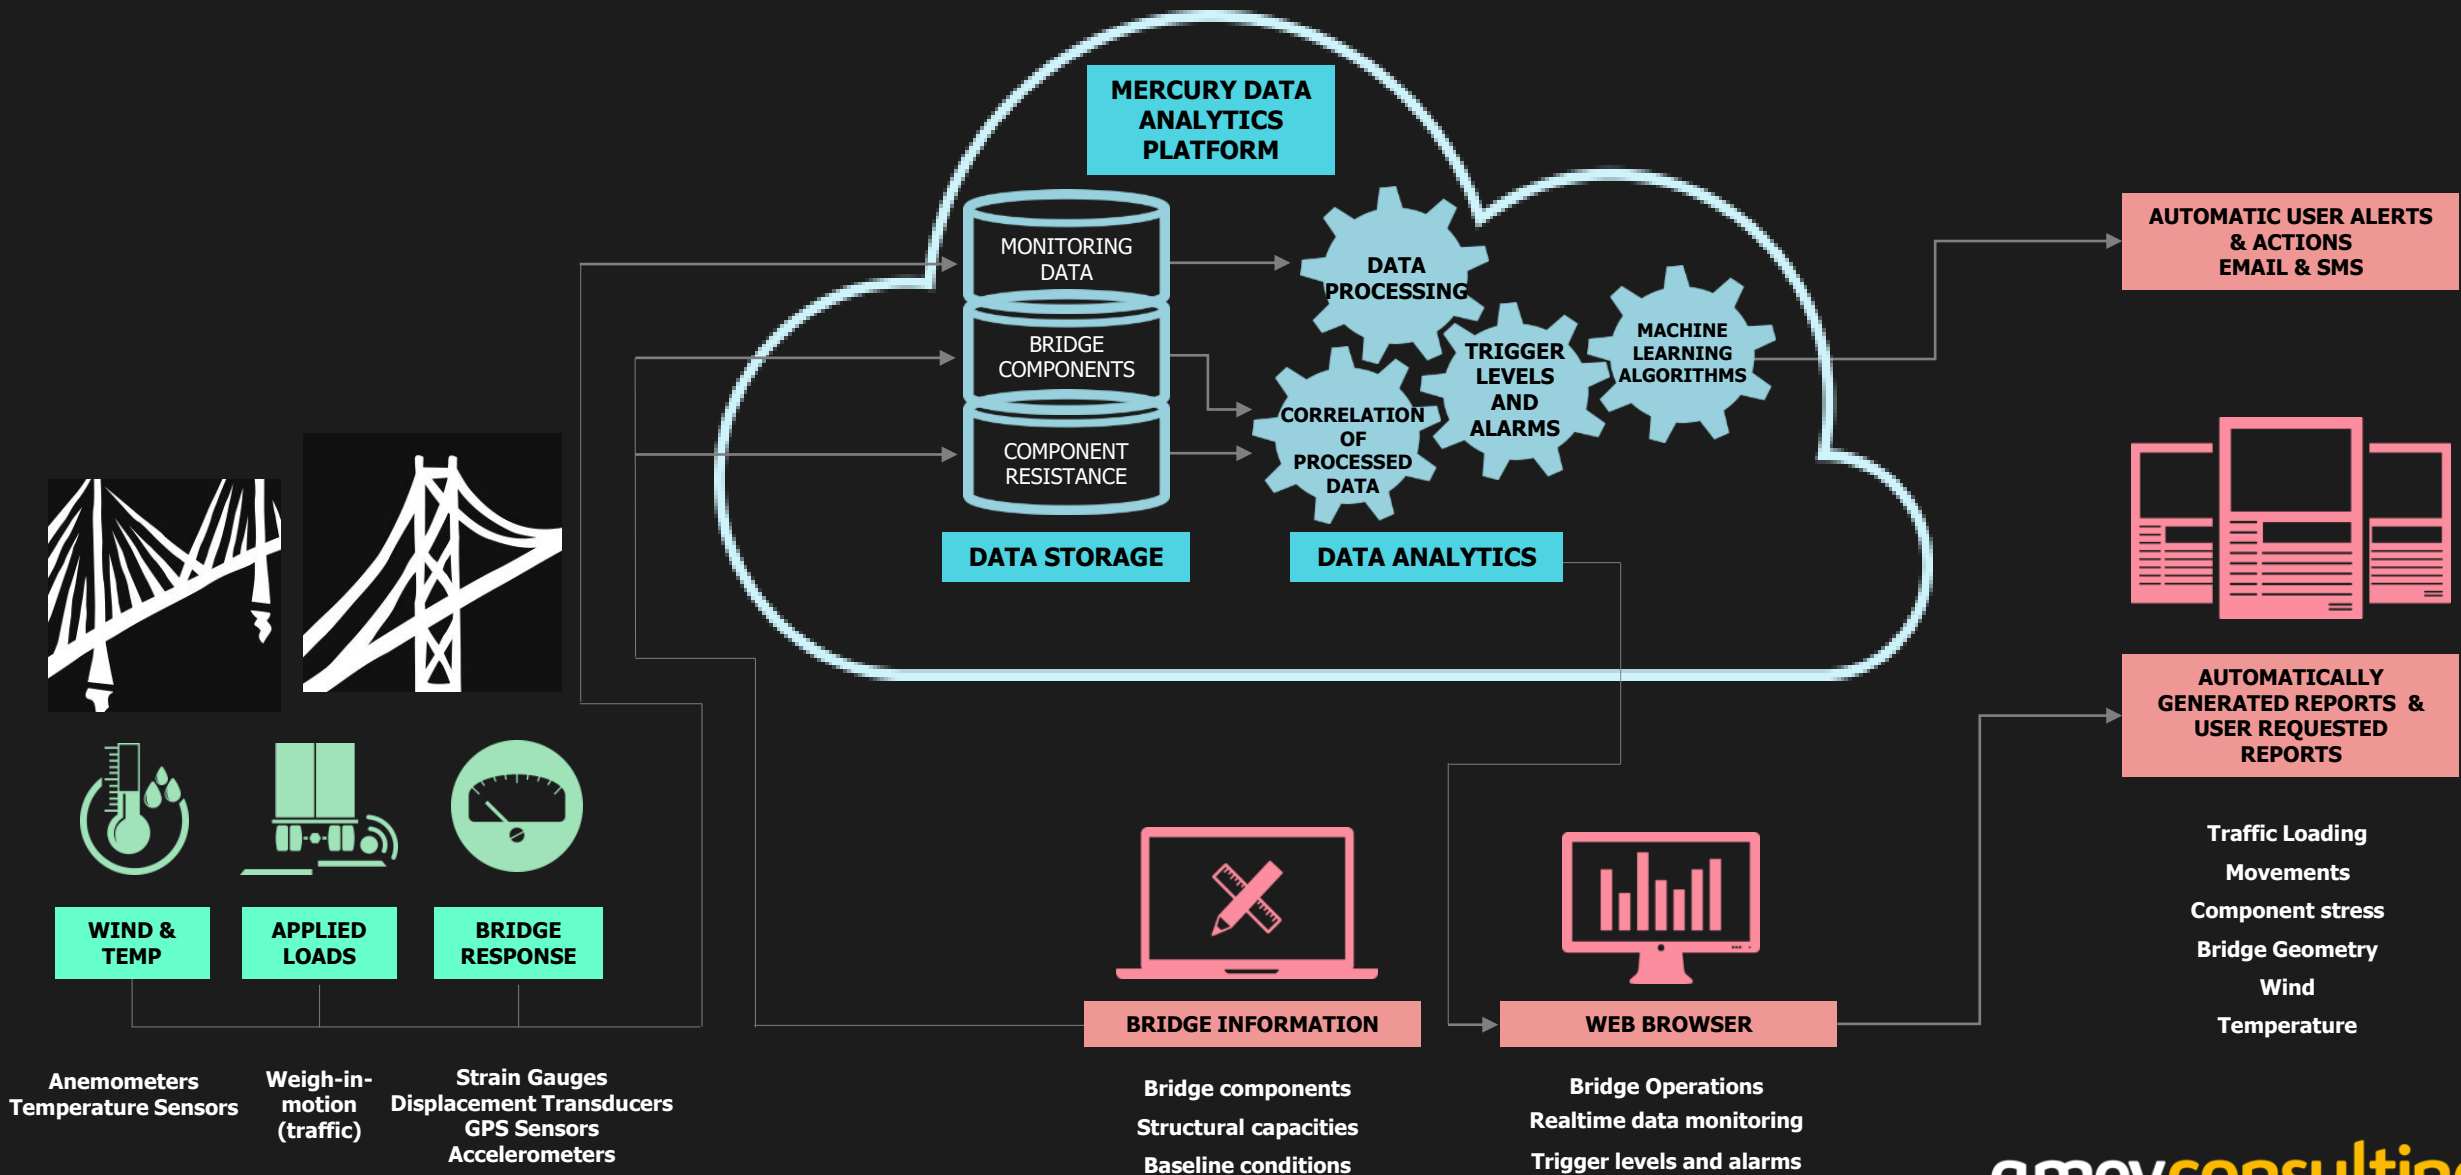 MERCURY DATA
ANALYTICS
PLATFORM
MONITORING
DATA
BRIDGE
COMPONENTS
COMPONENT
RESISTANCE
DATA
PROCESSING
CORRELATION
OF
PROCESSED
DATA
TRIGGER
LEVELS
AND
ALARMS
MACHINE
LEARNING
ALGORITHMS
DATA STORAGE
DATA ANALYTICS
AUTOMATIC USER ALERTS
& ACTIONS
EMAIL & SMS
AUTOMATICALLY
GENERATED REPORTS &
USER REQUESTED
REPORTS
Traffic Loading
Movements
Component stress
Bridge Geometry
Wind
Temperature
WIND &
TEMP
APPLIED
LOADS
BRIDGE
RESPONSE
Anemometers
Temperature Sensors
Weigh-in-
motion
(traffic)
Strain Gauges
Displacement Transducers
GPS Sensors
Accelerometers
BRIDGE INFORMATION
Bridge components
Structural capacities
Baseline conditions
WEB BROWSER
Bridge Operations
Realtime data monitoring
Trigger levels and alarms